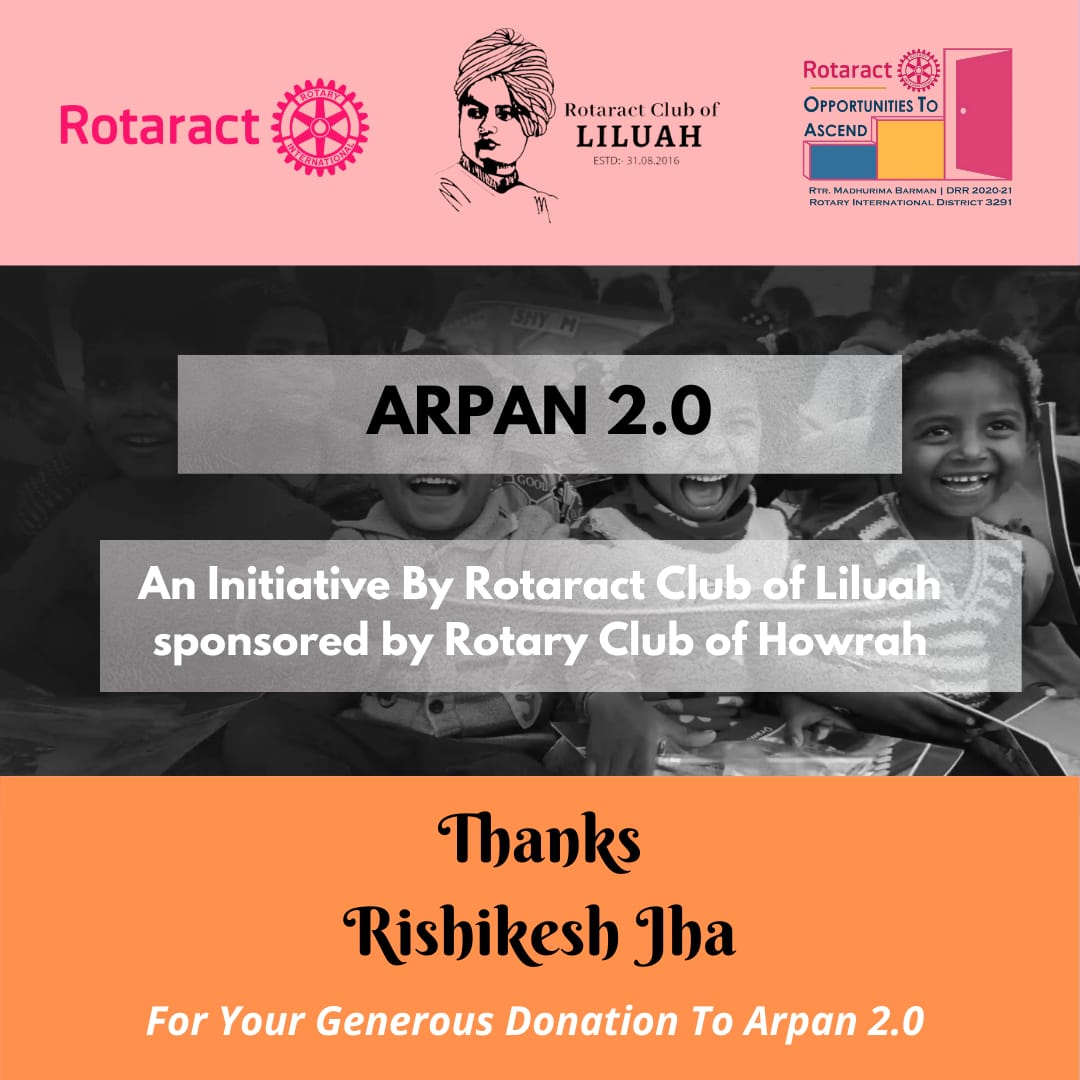 Rotaract
ROTARY
INTERNATIONAL
Rotaract Club of
LILUAH
ESTD:- 31.08.2016
Rotaract
OPPORTUNITIES TO
ASCEND
RTR. MADHURIMA BARMAN | DRR 2020-21
ROTARY INTERNATIONAL DISTRICT 3291
SMY M
ARPAN 2.0
GOOD
An Initiative By Rotaract Club of Liluah
sponsored by Rotary Club of Howrah
Thanks
Rishikesh Jha
For Your Generous Donation To Arpan 2.0